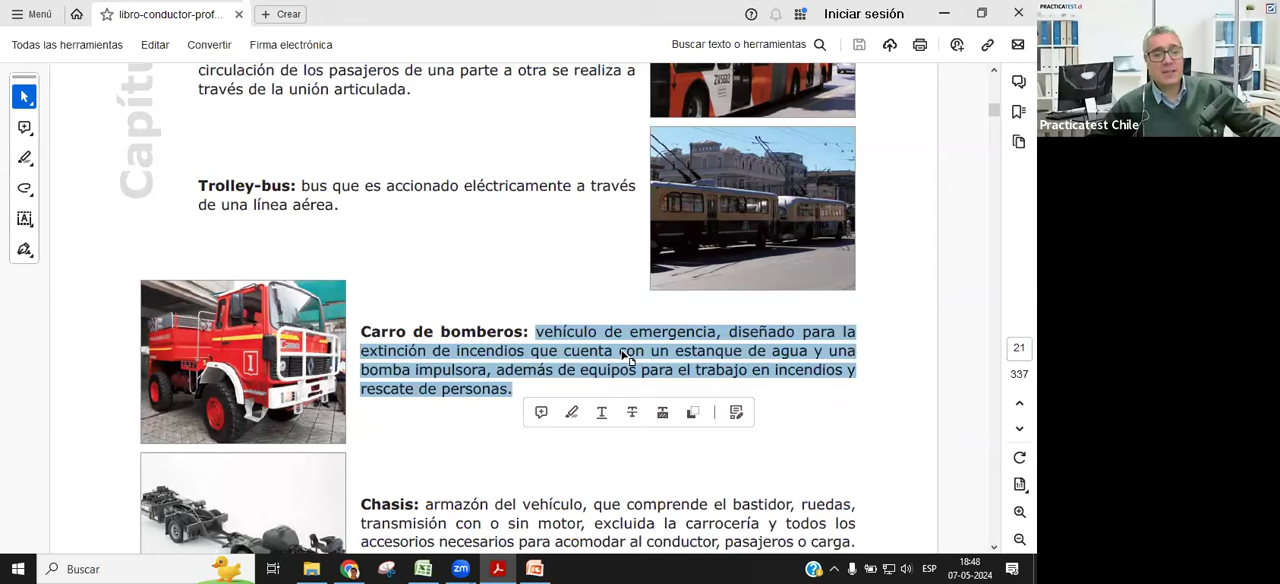 Menú
libro-conductor-prof...
Crear
Iniciar sesión
Todas las herramientas
Editar
Convertir
Firma electrónica
Buscar texto o herramientas
PRACTICATEST.cl
Practicatest Chile
Capítu
circulación de los pasajeros de una parte a otra se realiza a
través de la unión articulada.
Trolley-bus: bus que es accionado eléctricamente a través
de una línea aérea.
Carro de bomberos: vehículo de emergencia, diseñado para la
extinción de incendios que cuenta con un estanque de agua y una
bomba impulsora, además de equipos para el trabajo en incendios y
rescate de personas.
1
21
337
Chasis: armazón del vehículo, que comprende el bastidor, ruedas,
transmisión con o sin motor, excluida la carrocería y todos los
accesorios necesarios para acomodar al conductor, pasajeros o carga.
Buscar
ESP
18:48
07-05-2024